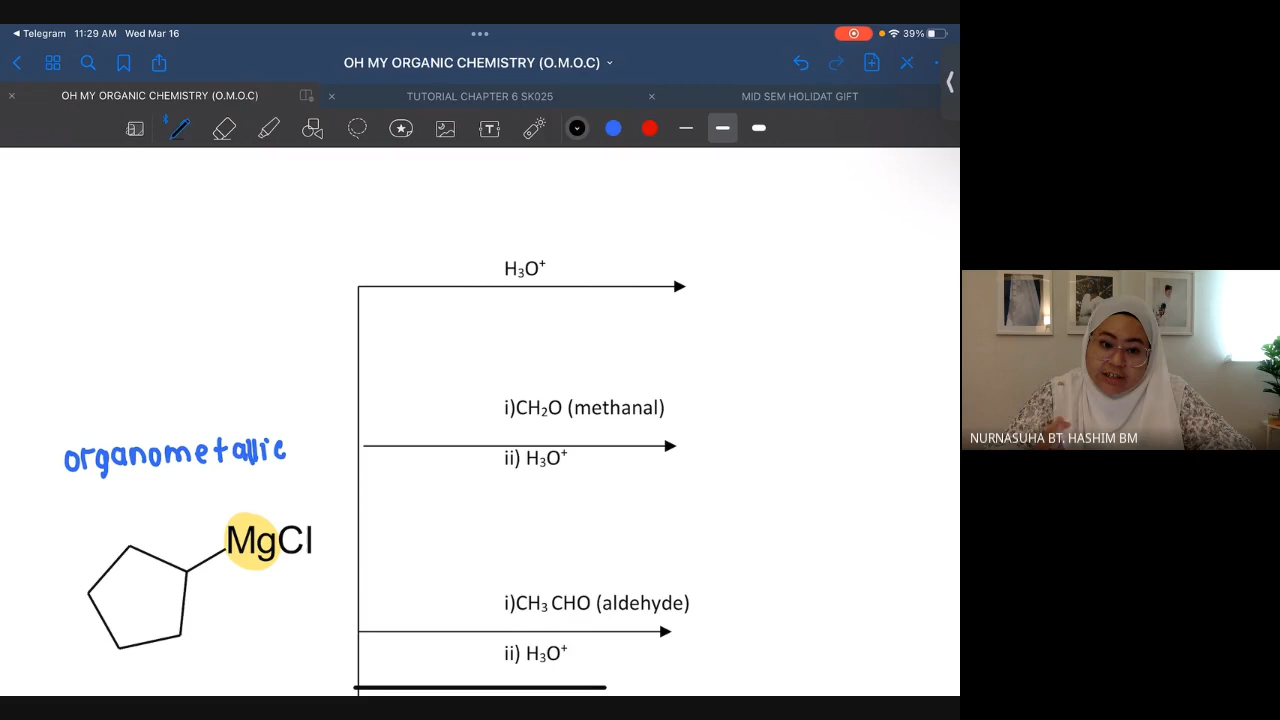 Telegram 11:29 AM Wed Mar 16
39%
OH MY ORGANIC CHEMISTRY (O.M.O.C)
OH MY ORGANIC CHEMISTRY (O.M.O.C)
TUTORIAL CHAPTER 6 SK025
MID SEM HOLIDAT GIFT
H₃O⁺
i)CH₂O (methanal)
ii) H₃O⁺
organometallic
MgCl
i)CH₃ CHO (aldehyde)
ii) H₃O⁺
NURNASUHA BT. HASHIM BM